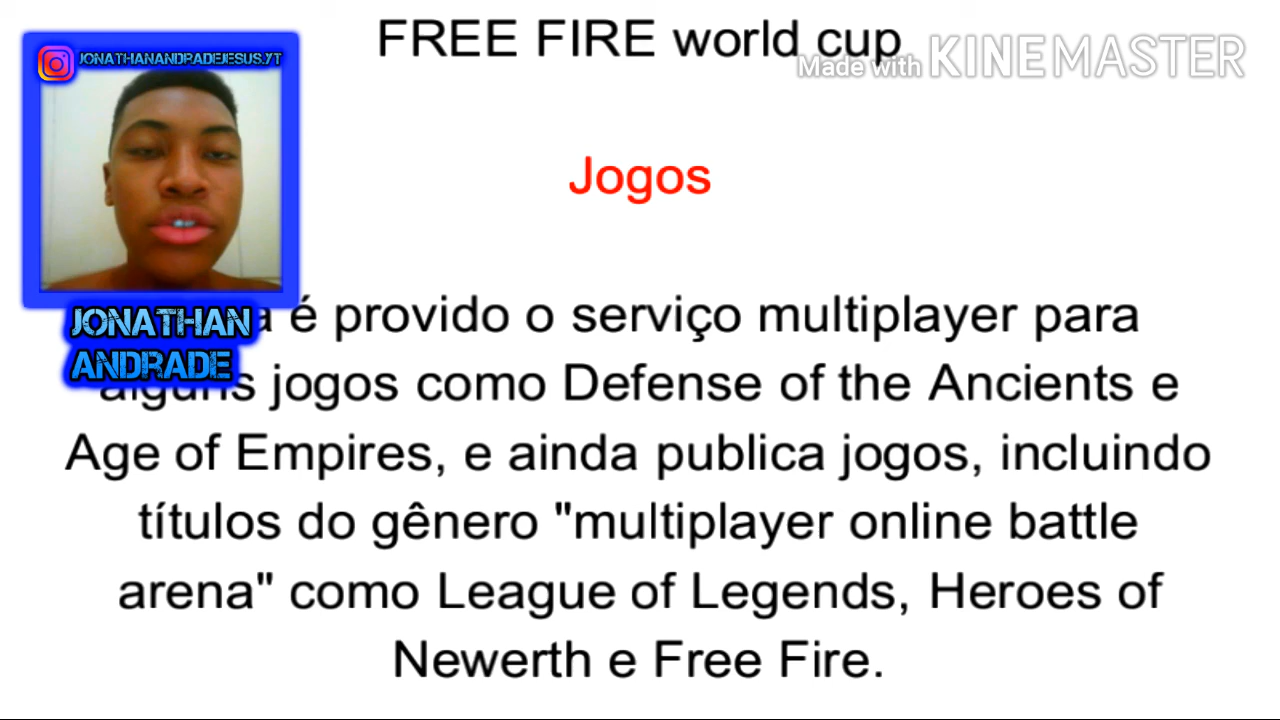 FREE FIRE world cup
Made with KINEMASTER
JONATHANANDRADEJESUS.YT
Jogos
JONATHAN
ANDRADE
é provido o serviço multiplayer para
alguns jogos como Defense of the Ancients e
Age of Empires, e ainda publica jogos, incluindo
títulos do gênero "multiplayer online battle
arena" como League of Legends, Heroes of
Newerth e Free Fire.